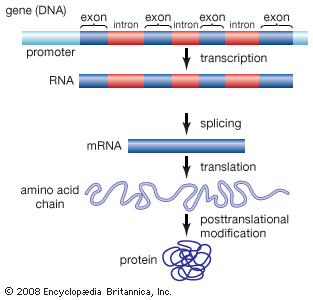 gene (DNA)
exon exon exon exon
intron intron intron
promoter
transcription
RNA
splicing
mRNA
translation
amino acid
chain
posttranslational
modification
protein
© 2008 Encyclopædia Britannica, Inc.